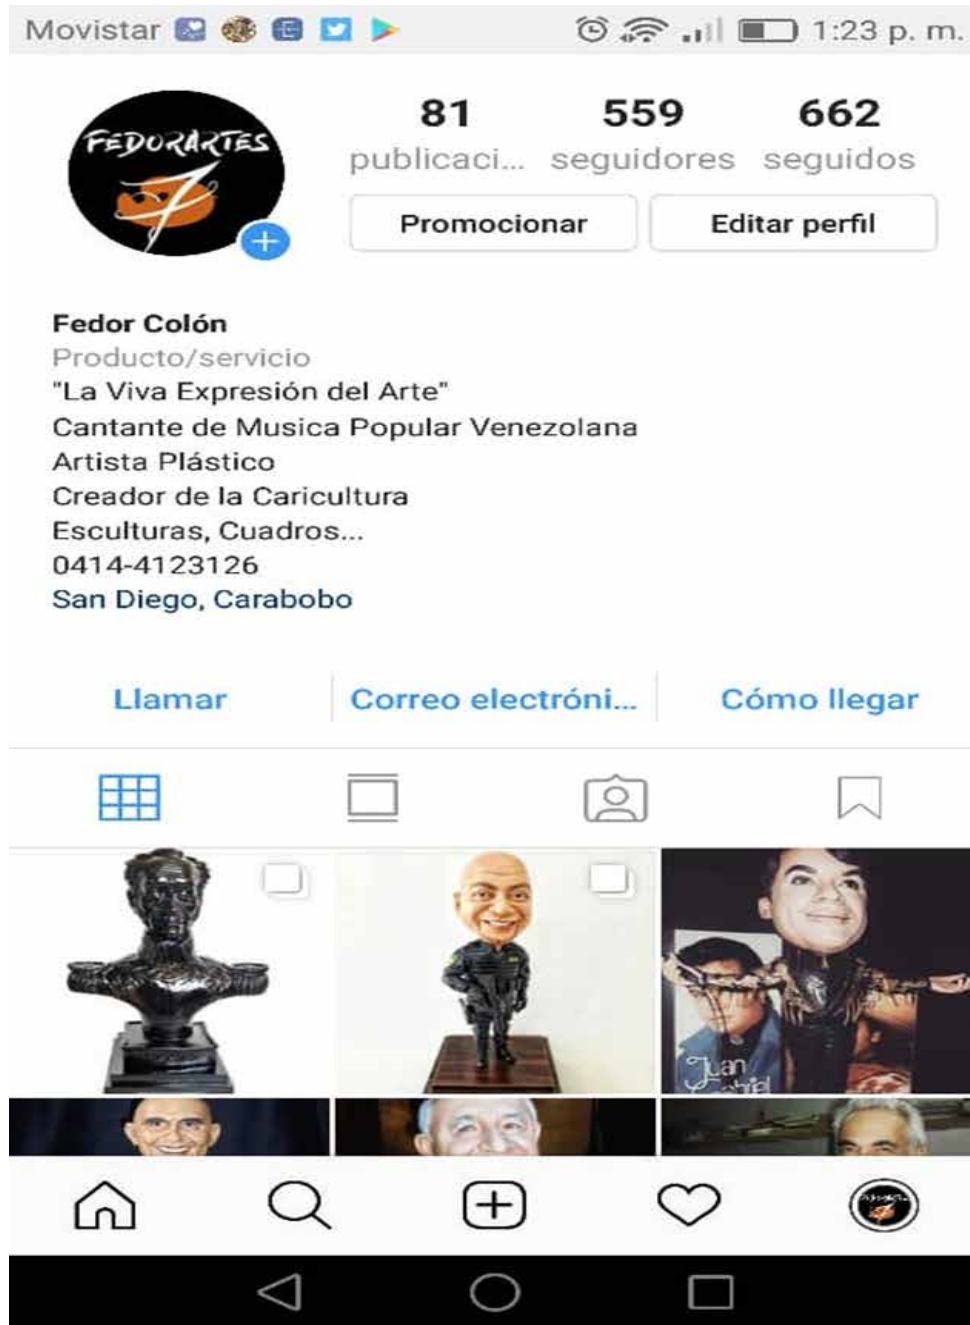 Movistar 1:23 p. m.
FEDORARTES
7
81 559 662
publicaci... seguidores seguidos
Promocionar Editar perfil
Fedor Colón
Producto/servicio
"La Viva Expresión del Arte"
Cantante de Musica Popular Venezolana
Artista Plástico
Creador de la Caricultura
Esculturas, Cuadros...
0414-4123126
San Diego, Carabobo
Llamar Correo electróni... Cómo llegar
Juan